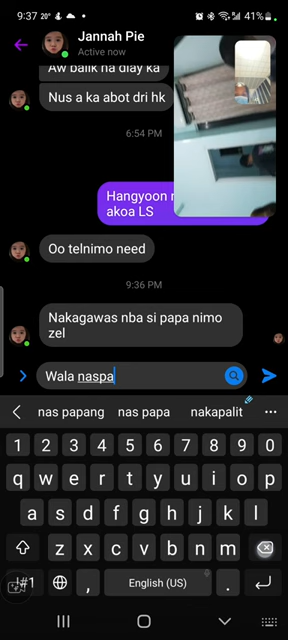 9:37 20° 41%
Jannah Pie
Active now
Aw balik na diay ka
Nus a ka abot dri hk
6:54 PM
Hangyoon
akoa LS
Oo telnimo need
9:36 PM
Nakagawas nba si papa nimo
zel
Wala naspa
nas papang nas papa nakapalit
1 2 3 4 5 6 7 8 9 0
q w e r t y u i o p
a s d f g h j k l
z x c v b n m
!#1 , English (US) .